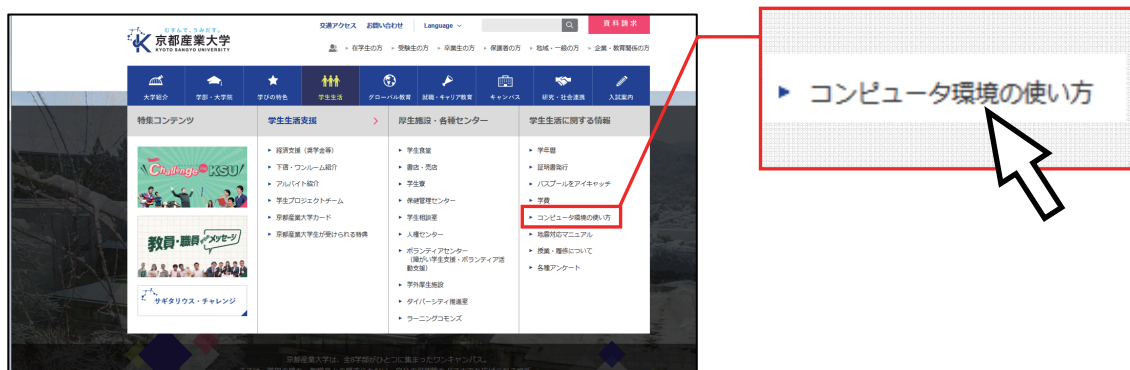 むすんで、うみだす。
京都産業大学
KYOTO SANGYO UNIVERSITY
交通アクセス お問い合わせ Language
資料請求
在学生の方 受験生の方 卒業生の方 保護者の方 地域・一般の方 企業・教育関係の方
大学紹介 学部・大学院 学びの特色 学生生活 グローバル教育 就職・キャリア教育 キャンパス 研究・社会連携 入試案内
特集コンテンツ
Challenge KSU
教員・職員 メッセージ
サギタリウス・チャレンジ
学生生活支援
経済支援（奨学金等）
下宿・ワンルーム紹介
アルバイト紹介
学生プロジェクトチーム
京都産業大学カード
京都産業大学生が受けられる特典
厚生施設・各種センター
学生食堂
書店・売店
学生寮
保健管理センター
学生相談室
人権センター
ボランティアセンター
（障がい学生支援・ボランティア活
動支援）
学外厚生施設
ダイバーシティ推進室
ラーニングコモンズ
学生生活に関する情報
学年暦
証明書発行
バスプールをアイキャッチ
学費
コンピュータ環境の使い方
地震対応マニュアル
授業・履修について
各種アンケート
京都産業大学は、全8学部がひとつに集まったワンキャンパス。
コンピュータ環境の使い方